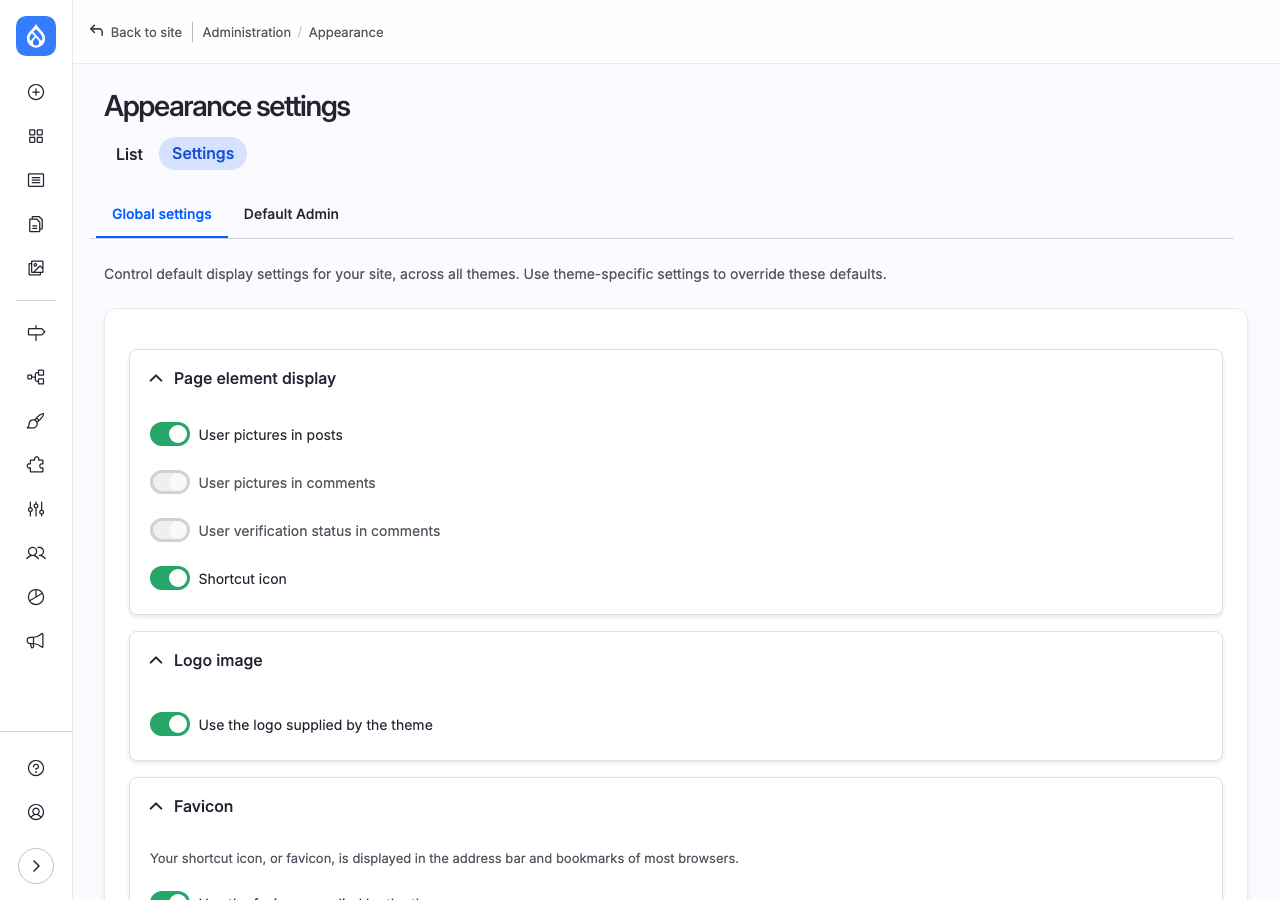 Back to site
Administration / Appearance
Appearance settings
List
Settings
Global settings
Default Admin
Control default display settings for your site, across all themes. Use theme-specific settings to override these defaults.
Page element display
User pictures in posts
User pictures in comments
User verification status in comments
Shortcut icon
Logo image
Use the logo supplied by the theme
Favicon
Your shortcut icon, or favicon, is displayed in the address bar and bookmarks of most browsers.